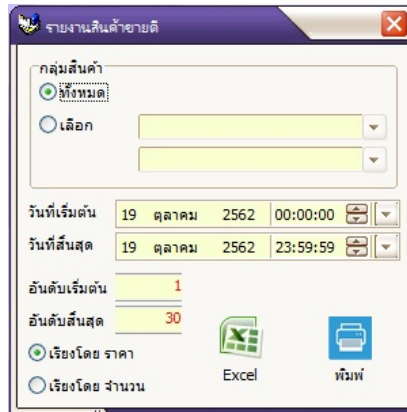 รายงานสินค้าขายดี
กลุ่มสินค้า
ทั้งหมด
เลือก
วันที่เริ่มต้น 19 ตุลาคม 2562 00:00:00
วันที่สิ้นสุด 19 ตุลาคม 2562 23:59:59
อันดับเริ่มต้น 1
อันดับสิ้นสุด 30
เรียงโดย ราคา
เรียงโดย จำนวน
Excel พิมพ์